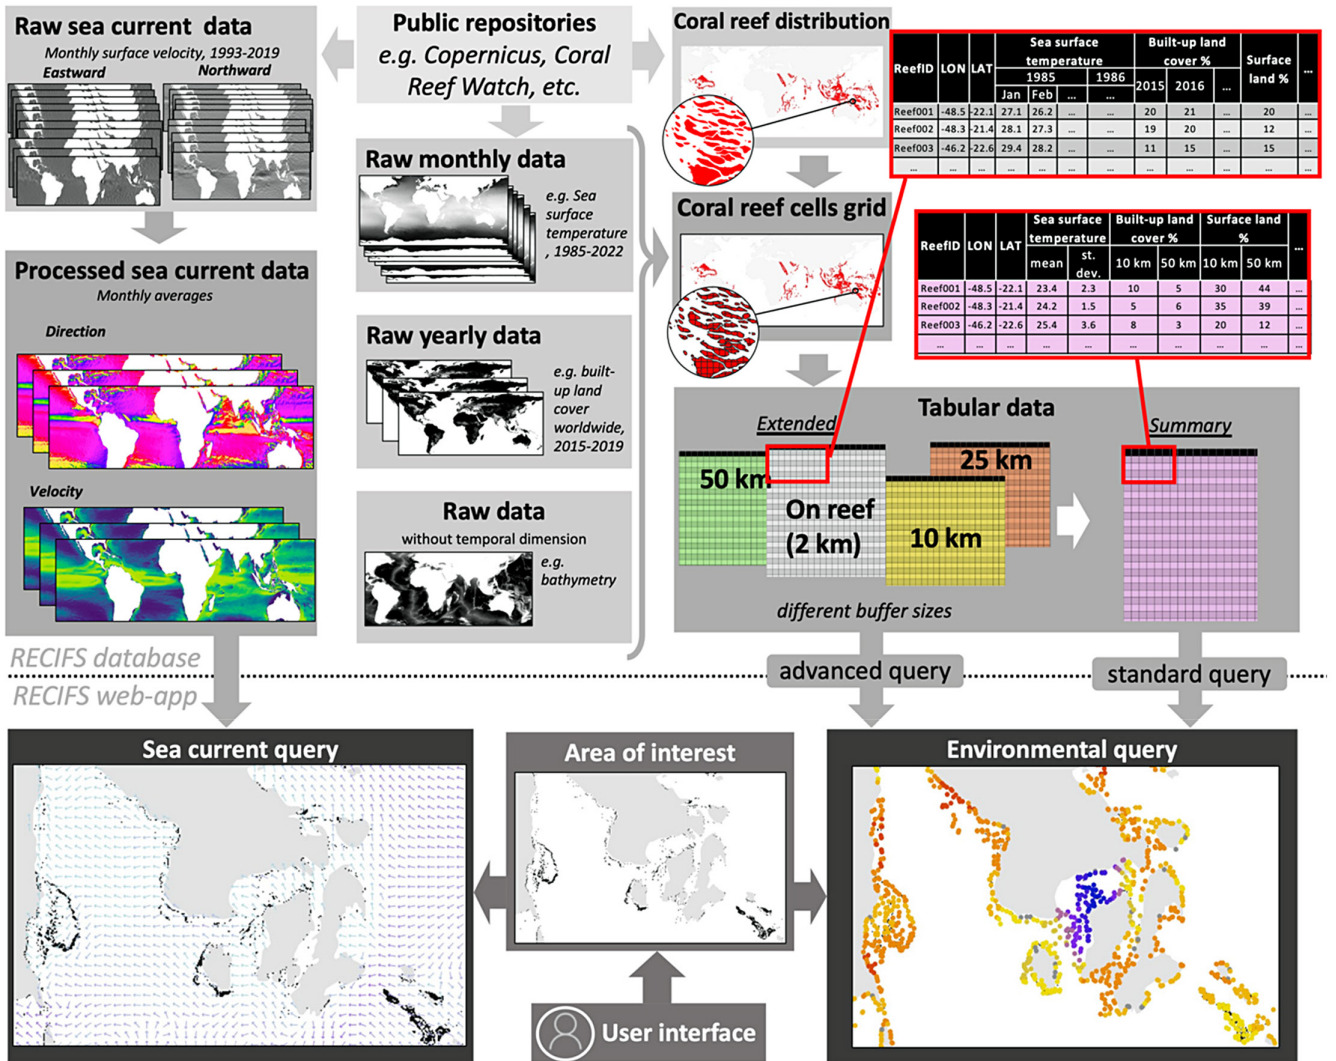 Raw sea current data
Monthly surface velocity, 1993-2019
Eastward
Northward
Public repositories
e.g. Copernicus, Coral
Reef Watch, etc.
Coral reef distribution
ReefID LON LAT Sea surface temperature Built-up land cover % Surface land % ...
1985 1986 2015 2016 ...
Jan Feb ... ...
Reef001 -48.5 -22.1 27.1 26.2 ... ... 20 21 ... 20 ...
Reef002 -48.3 -21.4 28.1 27.3 ... ... 19 20 ... 12 ...
Reef003 -46.2 -22.6 29.4 28.2 ... ... 11 15 ... 15 ...
... ... ... ... ... ... ... ... ... ... ... ...
Raw monthly data
e.g. Sea
surface
temperature
, 1985-2022
Coral reef cells grid
ReefID LON LAT Sea surface temperature Built-up land cover % Surface land % ...
mean st. dev. 10 km 50 km 10 km 50 km
Reef001 -48.5 -22.1 23.4 2.3 10 5 30 44 ...
Reef002 -48.3 -21.4 24.2 1.5 5 6 35 39 ...
Reef003 -46.2 -22.6 25.4 3.6 8 3 20 12 ...
... ... ... ... ... ... ... ... ... ...
Processed sea current data
Monthly averages
Direction
Velocity
Raw yearly data
e.g. built-
up land
cover
worldwide,
2015-2019
Raw data
without temporal dimension
e.g.
bathymetry
Tabular data
Extended
Summary
50 km
On reef
(2 km)
10 km
25 km
different buffer sizes
RECIFS database
RECIFS web-app
advanced query
standard query
Sea current query
Area of interest
Environmental query
User interface